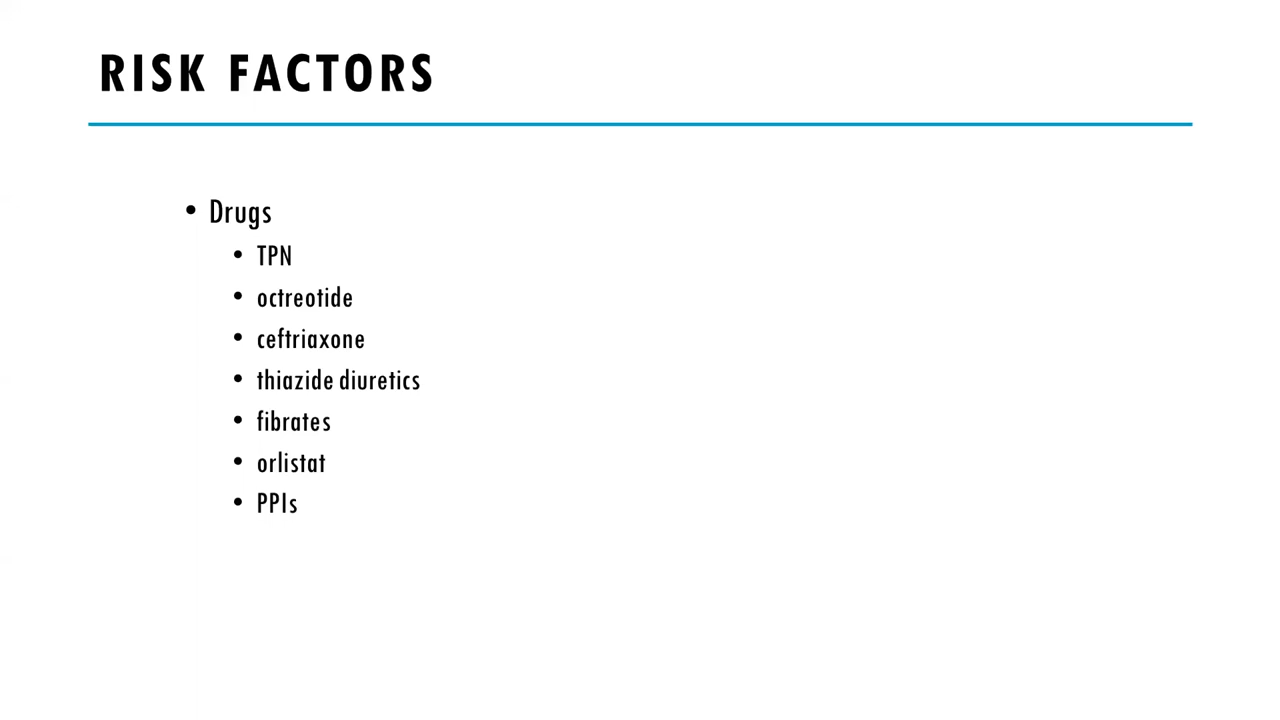 RISK FACTORS
• Drugs
• TPN
• octreotide
• ceftriaxone
• thiazide diuretics
• fibrates
• orlistat
• PPIs